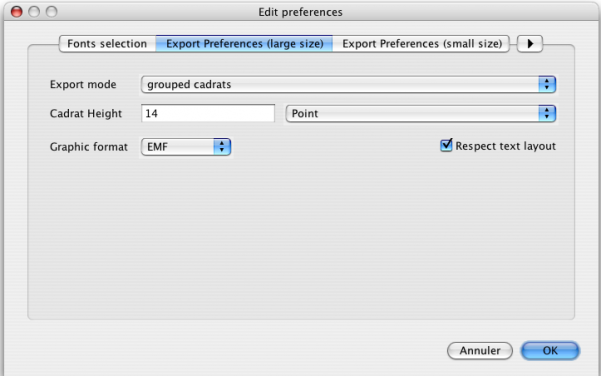 Edit preferences
Fonts selection Export Preferences (large size) Export Preferences (small size)
Export mode grouped cadrats
Cadrat Height 14 Point
Graphic format EMF Respect text layout
Annuler OK